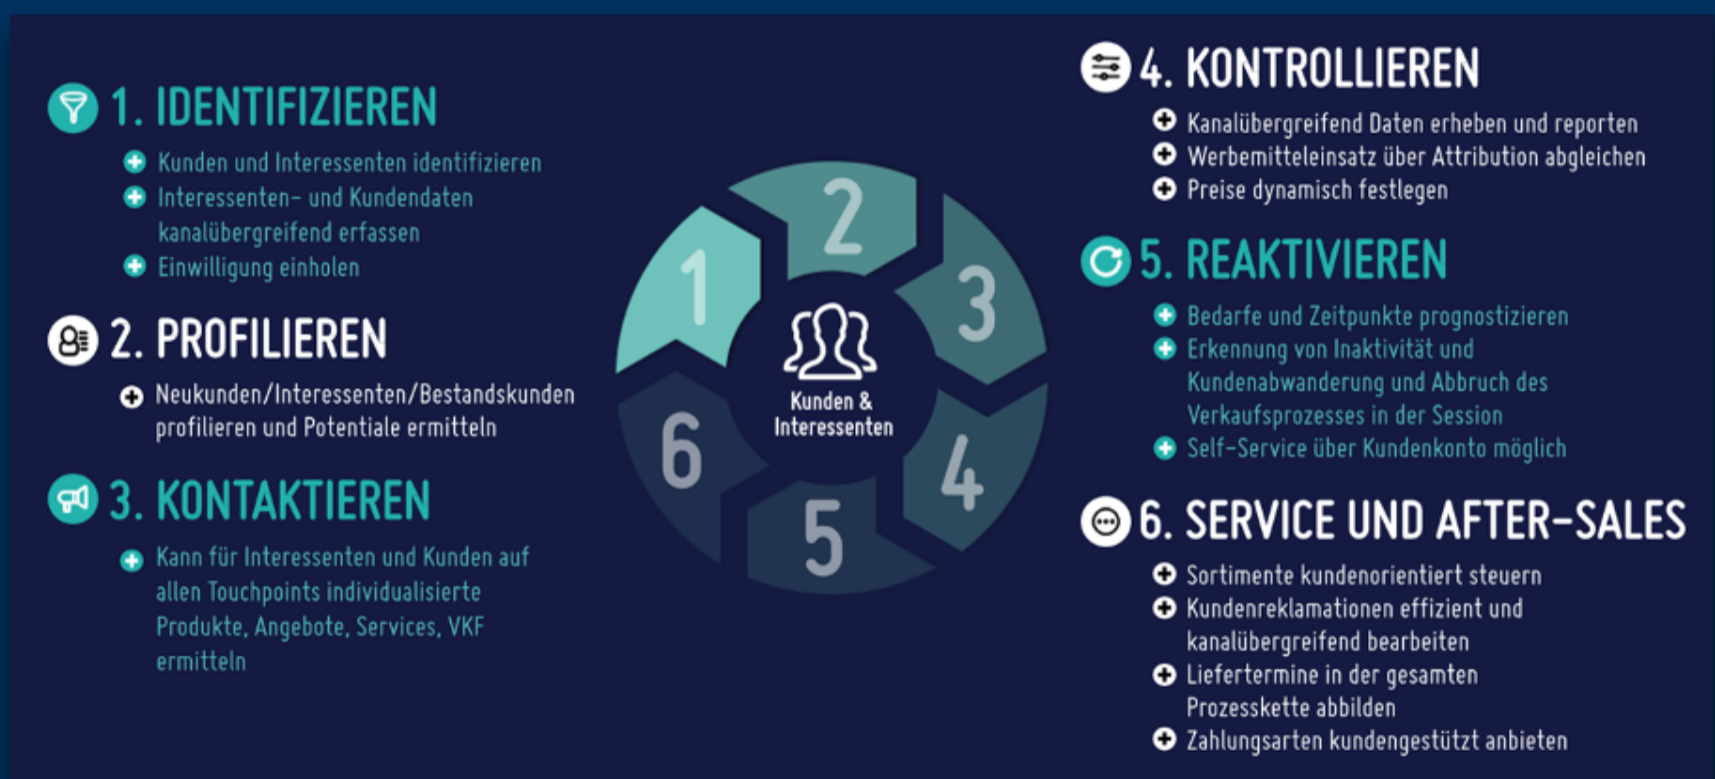 1. IDENTIFIZIEREN
Kunden und Interessenten identifizieren
Interessenten- und Kundendaten
kanalübergreifend erfassen
Einwilligung einholen
2. PROFILIEREN
Neukunden/Interessenten/Bestandskunden
profilieren und Potentiale ermitteln
3. KONTAKTIEREN
Kann für Interessenten und Kunden auf
allen Touchpoints individualisierte
Produkte, Angebote, Services, VKF
ermitteln
1
2
3
4
5
6
Kunden &
Interessenten
4. KONTROLLIEREN
Kanalübergreifend Daten erheben und reporten
Werbemitteleinsatz über Attribution abgleichen
Preise dynamisch festlegen
5. REAKTIVIEREN
Bedarfe und Zeitpunkte prognostizieren
Erkennung von Inaktivität und
Kundenabwanderung und Abbruch des
Verkaufsprozesses in der Session
Self-Service über Kundenkonto möglich
6. SERVICE UND AFTER-SALES
Sortimente kundenorientiert steuern
Kundenreklamationen effizient und
kanalübergreifend bearbeiten
Liefertermine in der gesamten
Prozesskette abbilden
Zahlungsarten kundengestützt anbieten